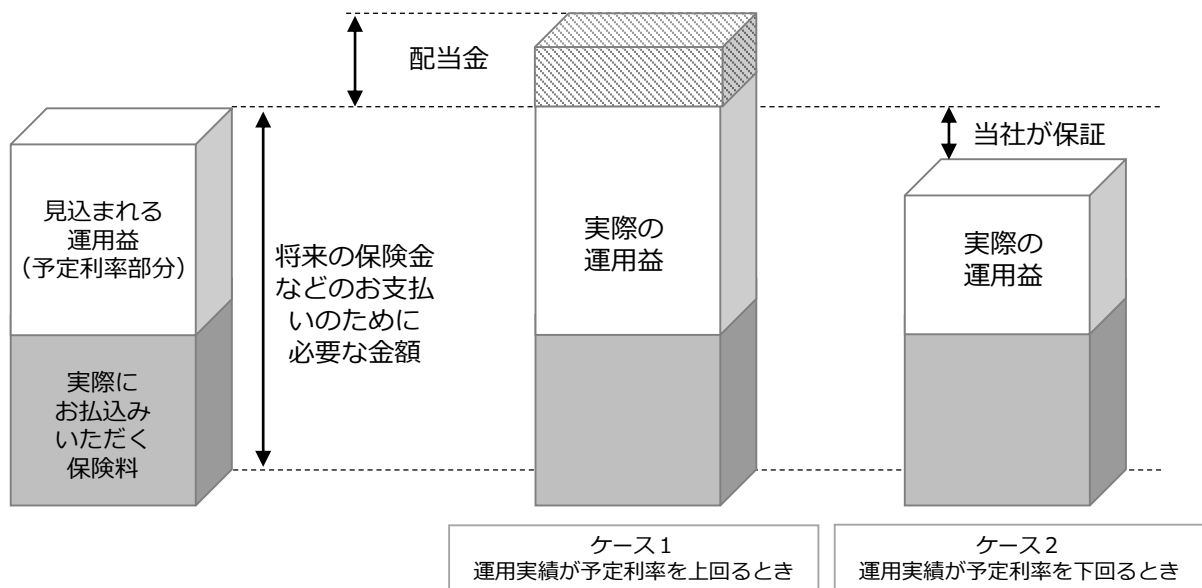 配当金
当社が保証
見込まれる
運用益
（予定利率部分）
将来の保険金
などのお支払
いのために
必要な金額
実際の
運用益
実際の
運用益
実際に
お払込み
いただく
保険料
ケース１
運用実績が予定利率を上回るとき
ケース２
運用実績が予定利率を下回るとき